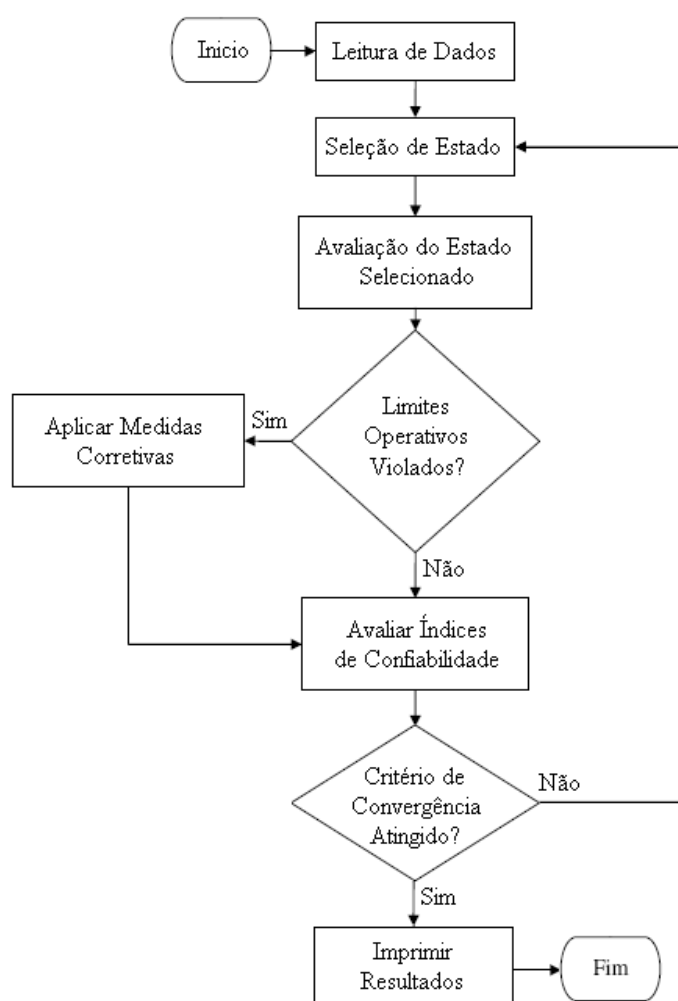 Inicio
Leitura de Dados
Seleção de Estado
Avaliação do Estado
Selecionado
Limites
Operativos
Violados?
Sim
Aplicar Medidas
Corretivas
Não
Avaliar Índices
de Confiabilidade
Critério de
Convergência
Atingido?
Não
Sim
Imprimir
Resultados
Fim